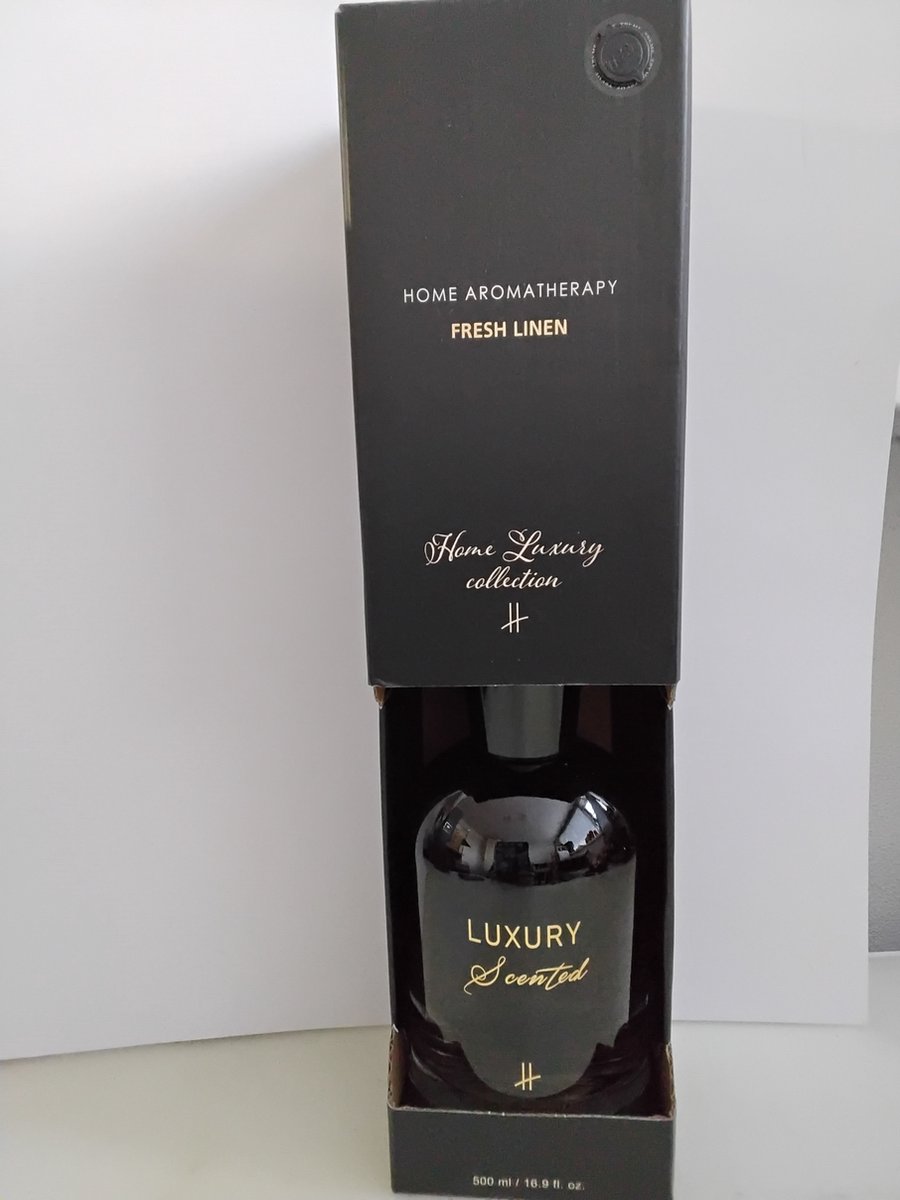 HOME AROMATHERAPY
FRESH LINEN
Home Luxury
collection
LUXURY
Scented
500 ml / 16.9 fl. oz.